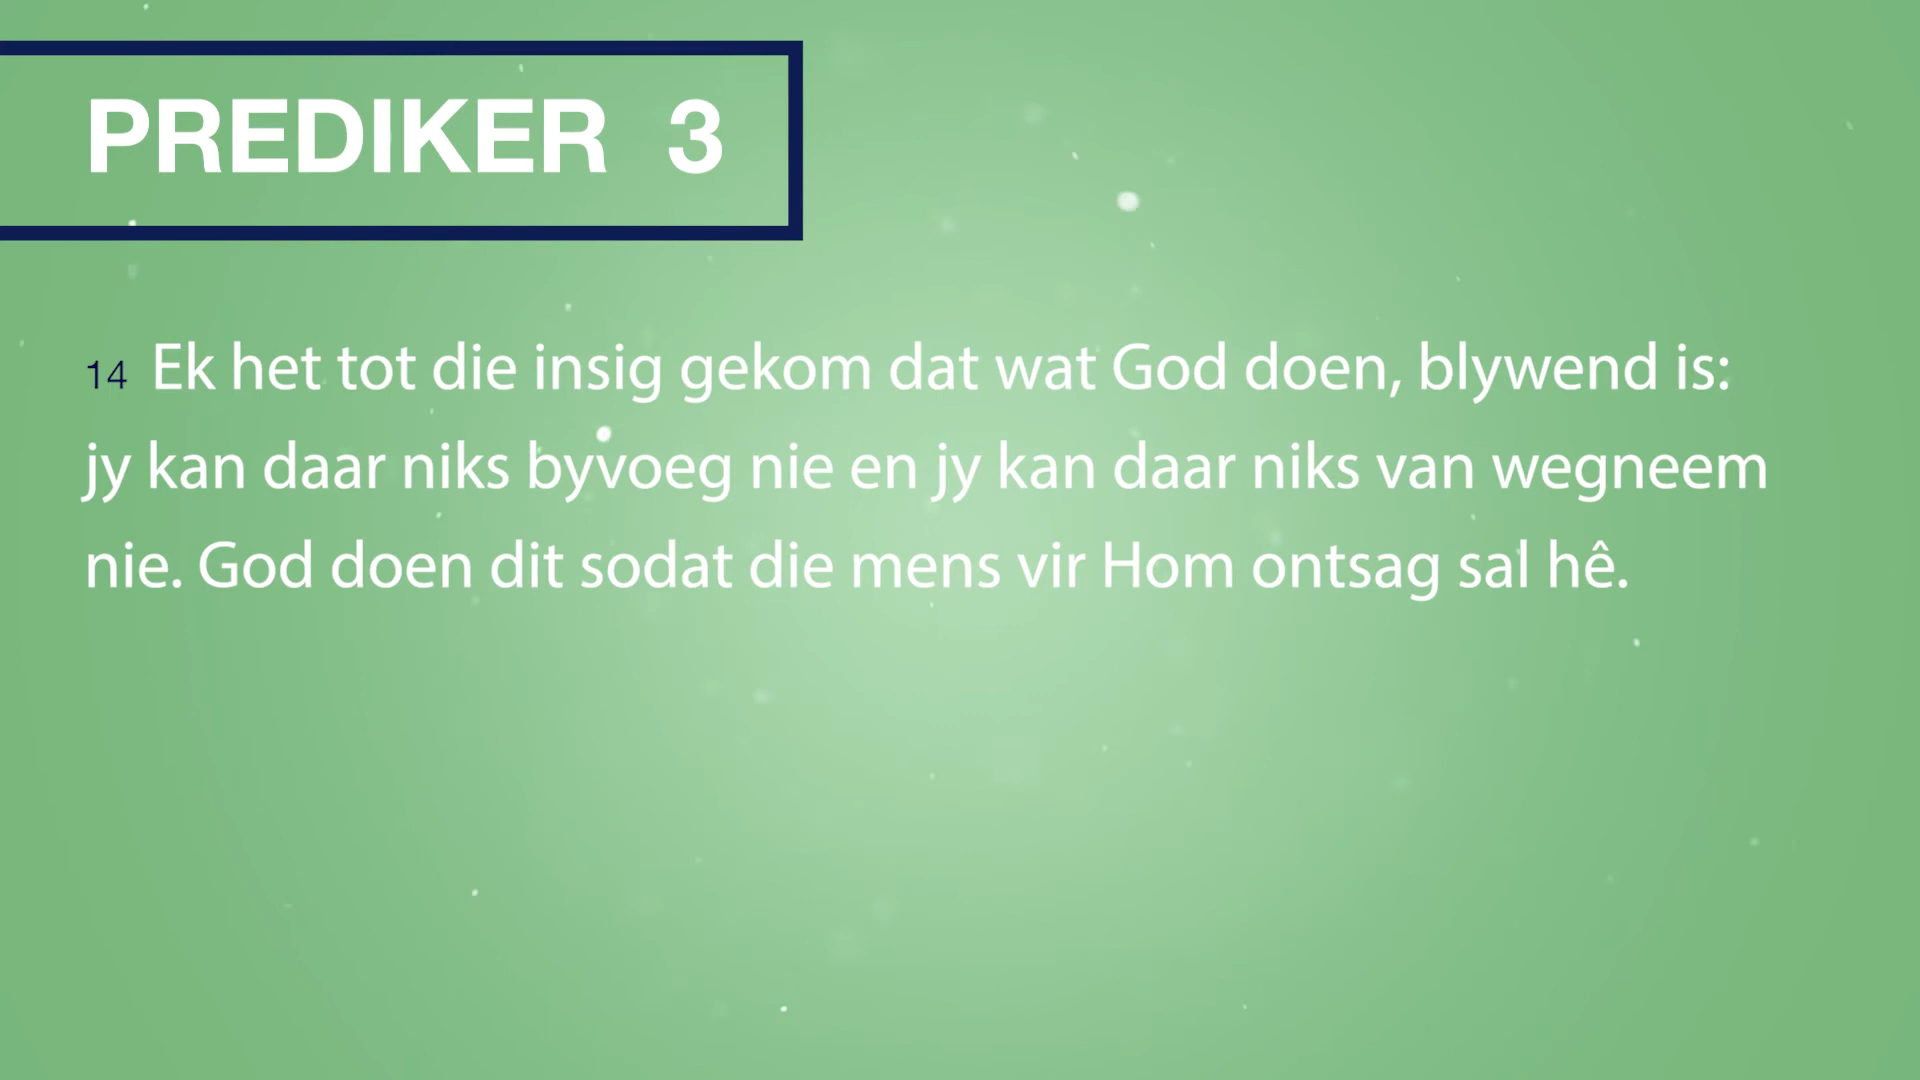 PREDIKER 3
14 Ek het tot die insig gekom dat wat God doen, blywend is:
jy kan daar niks byvoeg nie en jy kan daar niks van wegneem
nie. God doen dit sodat die mens vir Hom ontsag sal hê.